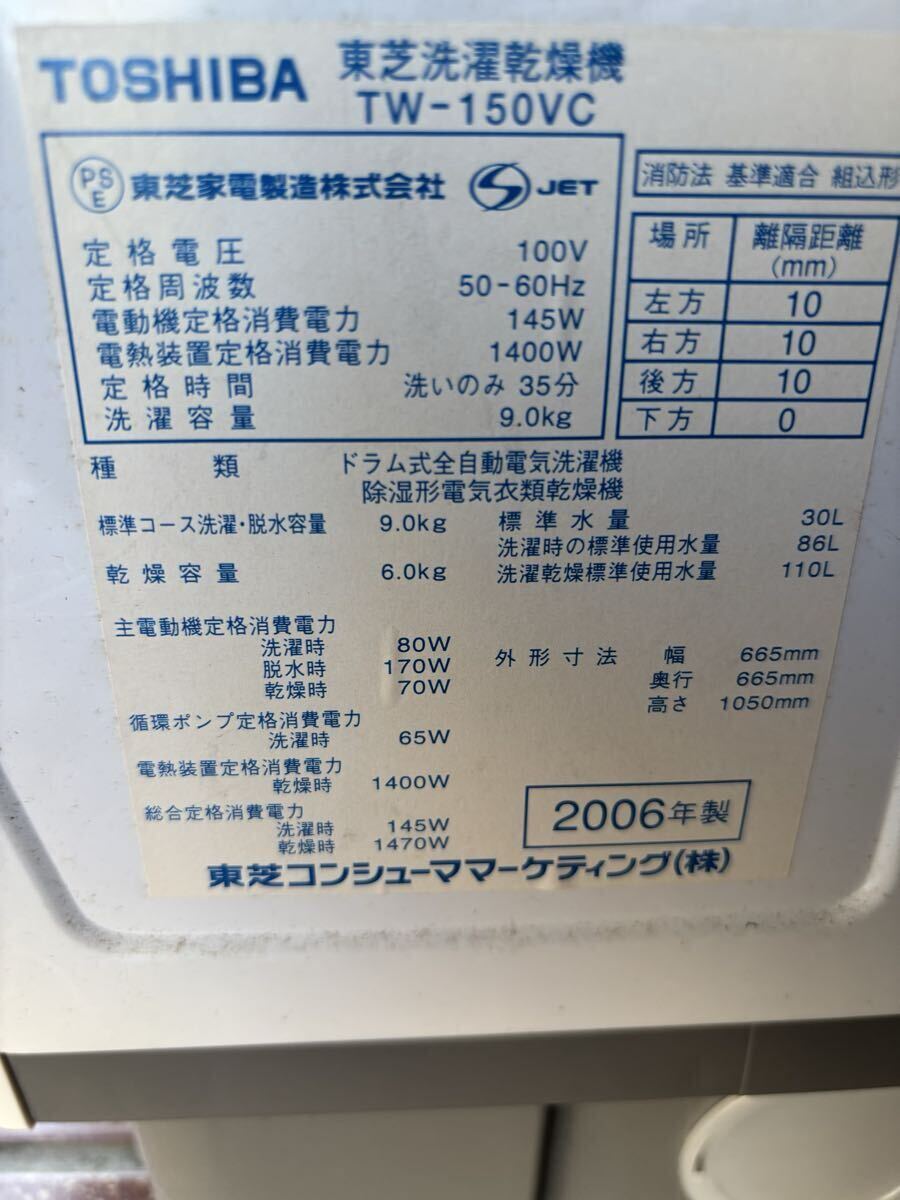 TOSHIBA 東芝洗濯乾燥機
TW-150VC
PS E 東芝家電製造株式会社 S JET
定格電圧 100V
定格周波数 50-60Hz
電動機定格消費電力 145W
電熱装置定格消費電力 1400W
定格時間 洗いのみ 35分
洗濯容量 9.0kg
消防法 基準適合 組込形
場所 離隔距離(mm)
左方 10
右方 10
後方 10
下方 0
種類 ドラム式全自動電気洗濯機
除湿形電気衣類乾燥機
標準コース洗濯・脱水容量 9.0kg
乾燥容量 6.0kg
標準水量 30L
洗濯時の標準使用水量 86L
洗濯乾燥標準使用水量 110L
主電動機定格消費電力
洗濯時 80W
脱水時 170W
乾燥時 70W
循環ポンプ定格消費電力
洗濯時 65W
電熱装置定格消費電力
乾燥時 1400W
総合定格消費電力
洗濯時 145W
乾燥時 1470W
外形寸法 幅 665mm
奥行 665mm
高さ 1050mm
2006年製
東芝コンシューママーケティング(株)